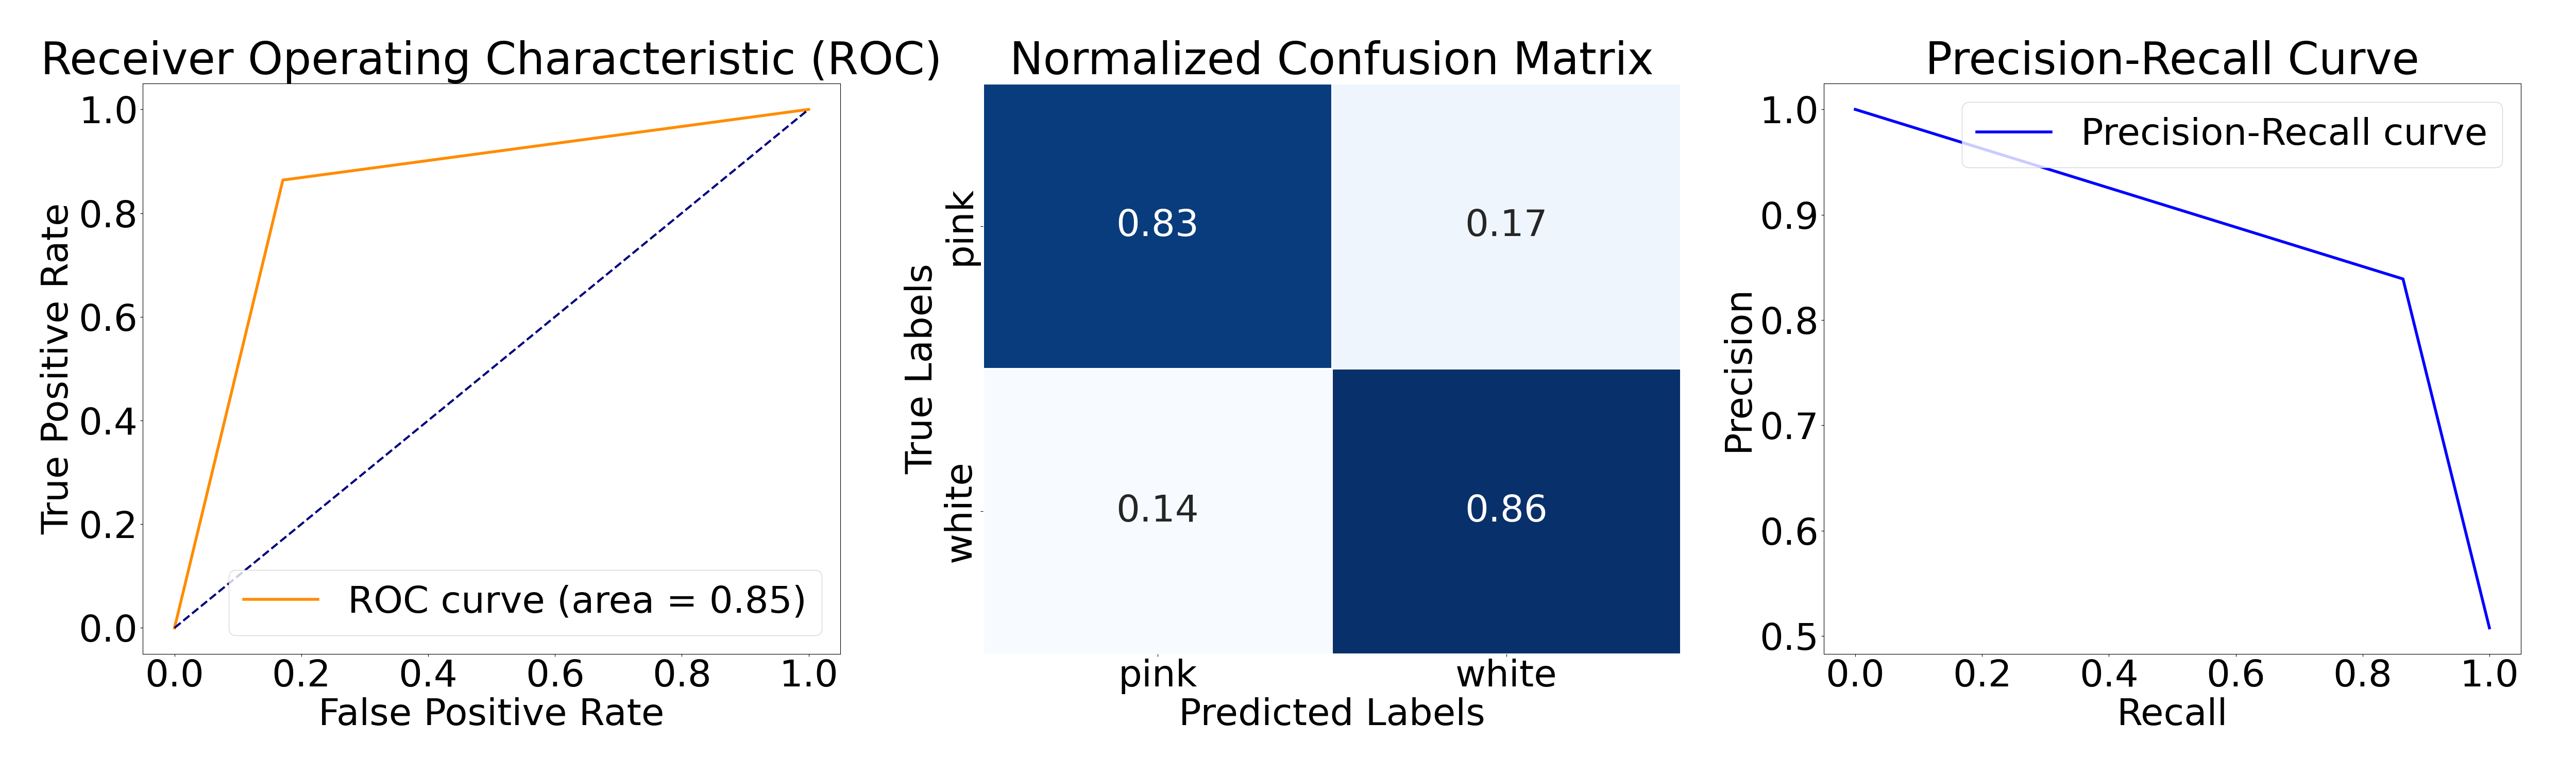 Receiver Operating Characteristic (ROC)
1.0
0.8
0.6
0.4
0.2
0.0
True Positive Rate
ROC curve (area = 0.85)
0.0 0.2 0.4 0.6 0.8 1.0
False Positive Rate
Normalized Confusion Matrix
True Labels
pink
white
0.83 0.17
0.14 0.86
pink white
Predicted Labels
Precision-Recall Curve
Precision-Recall curve
1.0
0.9
0.8
0.7
0.6
0.5
Precision
0.0 0.2 0.4 0.6 0.8 1.0
Recall